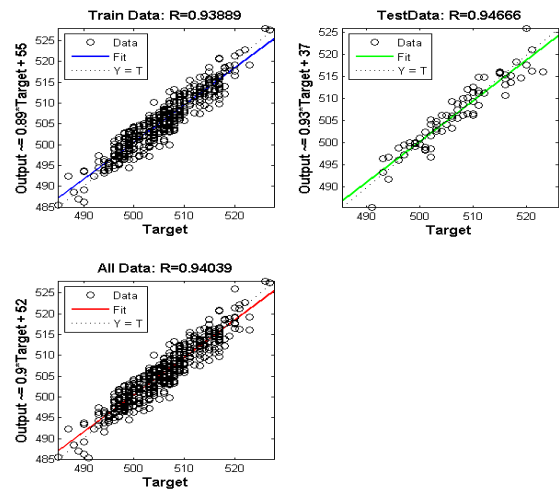 Train Data: R=0.93889
Output ~= 0.89*Target + 55
525
520
515
510
505
500
495
490
485
Data
Fit
Y = T
490
500
510
520
Target
TestData: R=0.94666
Output ~= 0.93*Target + 37
525
520
515
510
505
500
495
490
Data
Fit
Y = T
490
500
510
520
Target
All Data: R=0.94039
Output ~= 0.9*Target + 52
525
520
515
510
505
500
495
490
485
Data
Fit
Y = T
490
500
510
520
Target